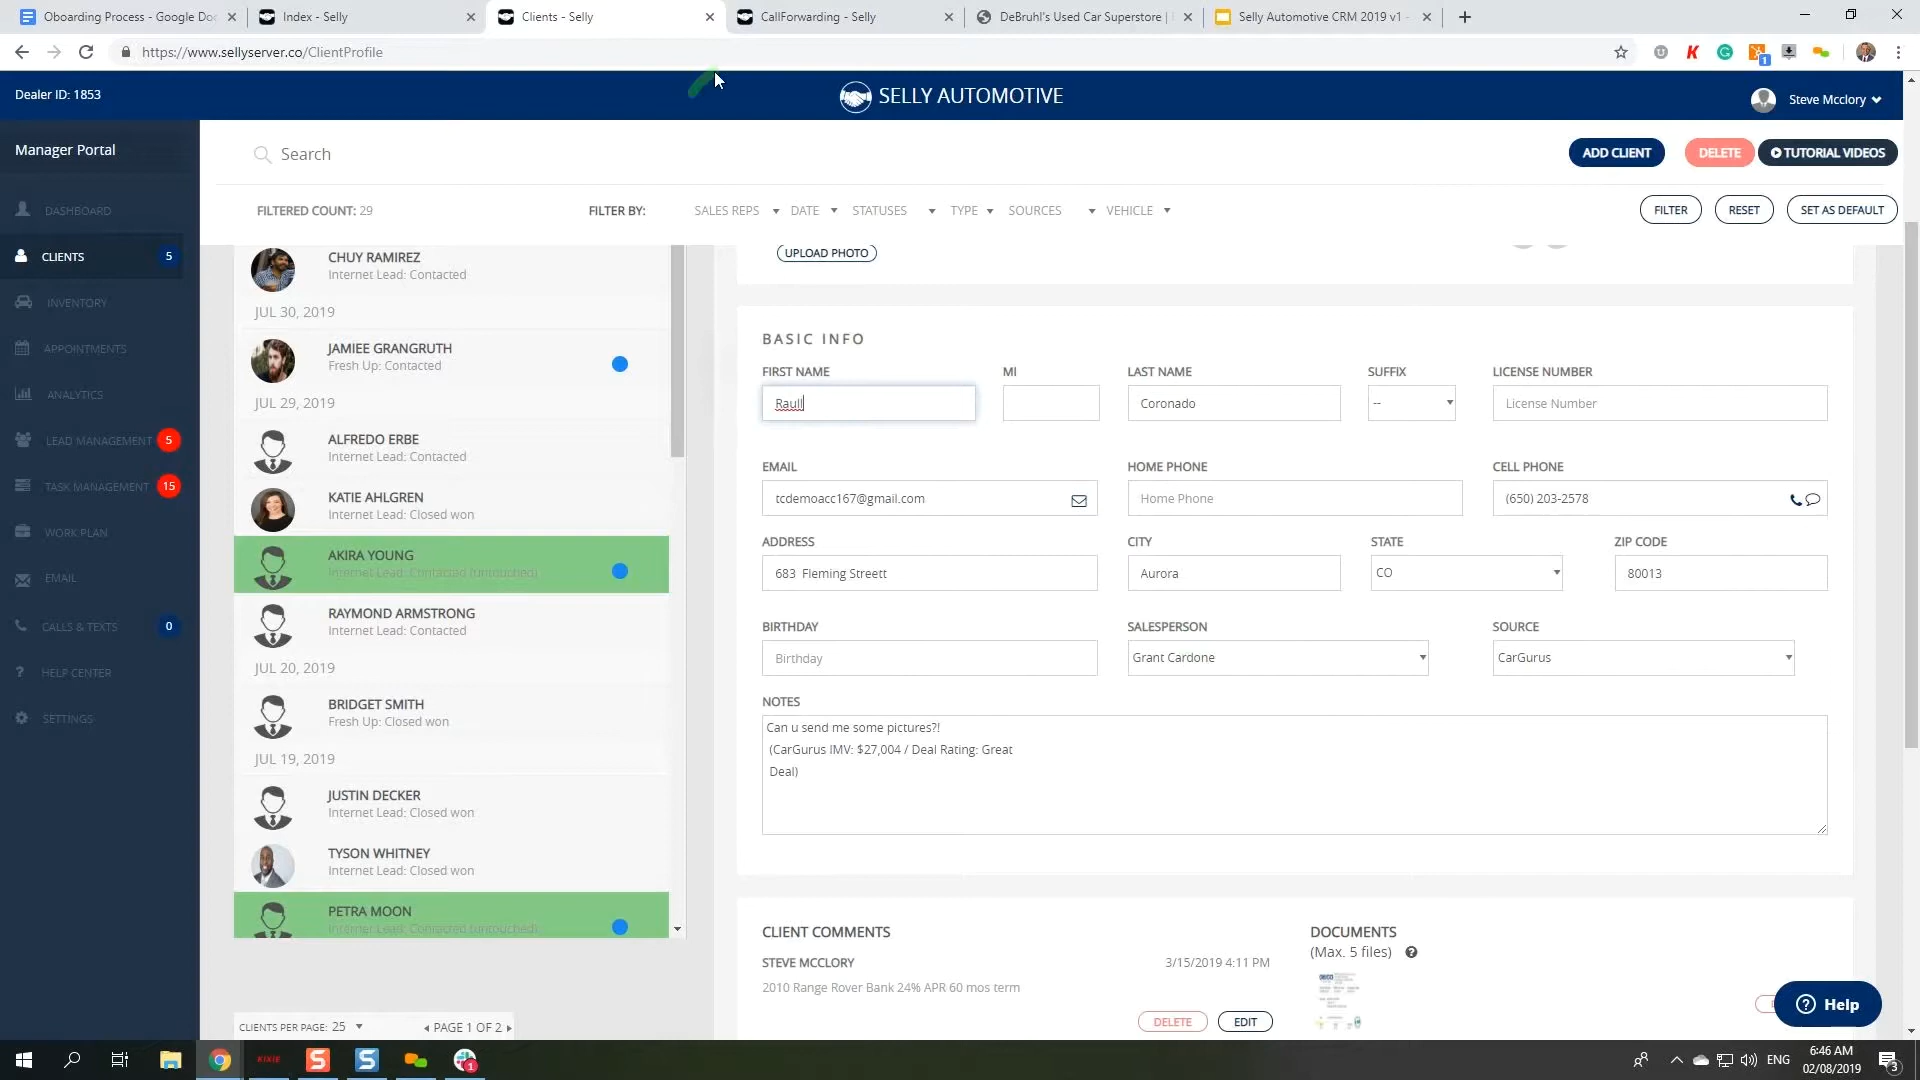 Oboarding Process - Google Do
Index - Selly
Clients - Selly
CallForwarding - Selly
DeBruhl's Used Car Superstore |
Selly Automotive CRM 2019 v1 -
https://www.sellyserver.co/ClientProfile
Dealer ID: 1853
SELLY AUTOMOTIVE
Steve Mcclory
Manager Portal
Search
ADD CLIENT
DELETE
TUTORIAL VIDEOS
FILTERED COUNT: 29
FILTER BY:
SALES REPS
DATE
STATUSES
TYPE
SOURCES
VEHICLE
FILTER
RESET
SET AS DEFAULT
DASHBOARD
CLIENTS 5
INVENTORY
APPOINTMENTS
ANALYTICS
LEAD MANAGEMENT 5
TASK MANAGEMENT 15
WORK PLAN
EMAIL
CALLS & TEXTS 0
HELP CENTER
SETTINGS
CHUY RAMIREZ
Internet Lead: Contacted
JUL 30, 2019
JAMIEE GRANGRUTH
Fresh Up: Contacted
JUL 29, 2019
ALFREDO ERBE
Internet Lead: Contacted
KATIE AHLGREN
Internet Lead: Closed won
AKIRA YOUNG
Internet Lead: Contacted (untouched)
RAYMOND ARMSTRONG
Internet Lead: Contacted
JUL 20, 2019
BRIDGET SMITH
Fresh Up: Closed won
JUL 19, 2019
JUSTIN DECKER
Internet Lead: Closed won
TYSON WHITNEY
Internet Lead: Closed won
PETRA MOON
Internet Lead: Contacted (untouched)
CLIENTS PER PAGE: 25
PAGE 1 OF 2
UPLOAD PHOTO
BASIC INFO
FIRST NAME
MI
LAST NAME
SUFFIX
LICENSE NUMBER
Raull
Coronado
--
License Number
EMAIL
HOME PHONE
CELL PHONE
tcdemoacc167@gmail.com
Home Phone
(650) 203-2578
ADDRESS
CITY
STATE
ZIP CODE
683 Fleming Streett
Aurora
CO
80013
BIRTHDAY
SALESPERSON
SOURCE
Birthday
Grant Cardone
CarGurus
NOTES
Can u send me some pictures?!
(CarGurus IMV: $27,004 / Deal Rating: Great
Deal)
CLIENT COMMENTS
STEVE MCCLORY
3/15/2019 4:11 PM
2010 Range Rover Bank 24% APR 60 mos term
DELETE
EDIT
DOCUMENTS
(Max. 5 files)
Help
KIXIE
ENG
6:46 AM
02/08/2019
3